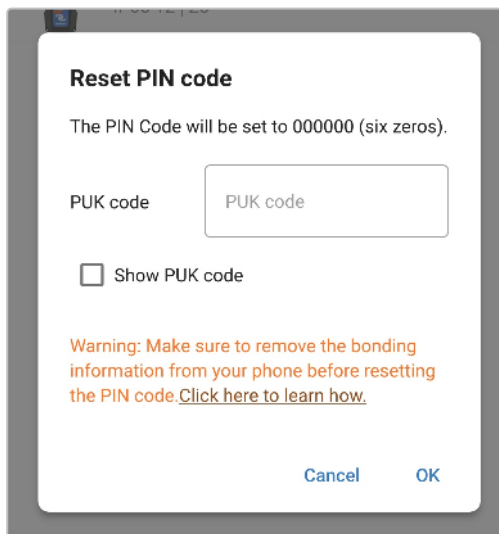 Reset PIN code
The PIN Code will be set to 000000 (six zeros).
PUK code
PUK code
Show PUK code
Warning: Make sure to remove the bonding
information from your phone before resetting
the PIN code.Click here to learn how.
Cancel OK